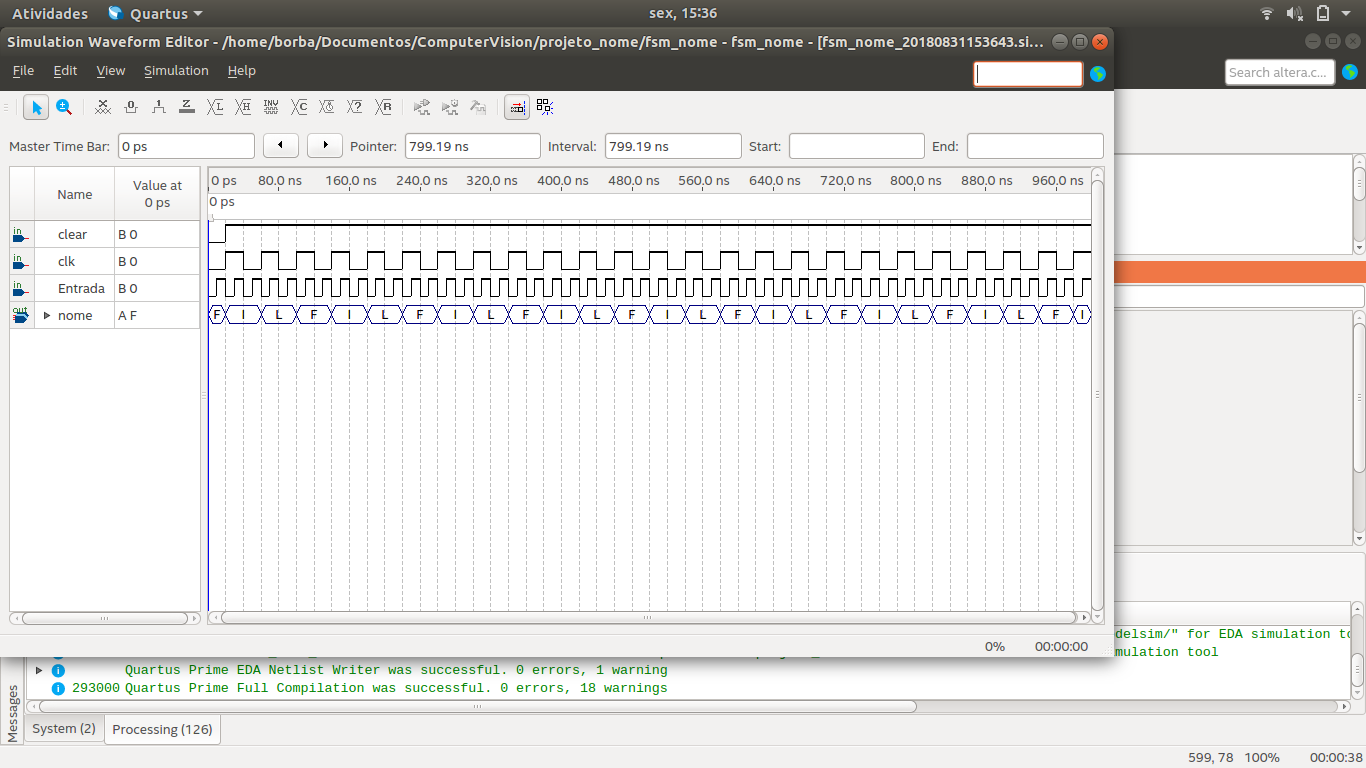 Atividades Quartus sex, 15:36
Simulation Waveform Editor - /home/borba/Documentos/ComputerVision/projeto_nome/fsm_nome - fsm_nome - [fsm_nome_20180831153643.si...
File Edit View Simulation Help
Search altera.c...
Master Time Bar: 0 ps Pointer: 799.19 ns Interval: 799.19 ns Start: End:
Name Value at 0 ps
0 ps 80.0 ns 160.0 ns 240.0 ns 320.0 ns 400.0 ns 480.0 ns 560.0 ns 640.0 ns 720.0 ns 800.0 ns 880.0 ns 960.0 ns
0 ps
in clear B 0
in clk B 0
in Entrada B 0
out nome A F F I L F I L F I L F I L F I L F I L F I L F I L F I
delsim/" for EDA simulation to
mulation tool
0% 00:00:00
Quartus Prime EDA Netlist Writer was successful. 0 errors, 1 warning
293000 Quartus Prime Full Compilation was successful. 0 errors, 18 warnings
Messages
System (2) Processing (126)
599, 78 100% 00:00:38